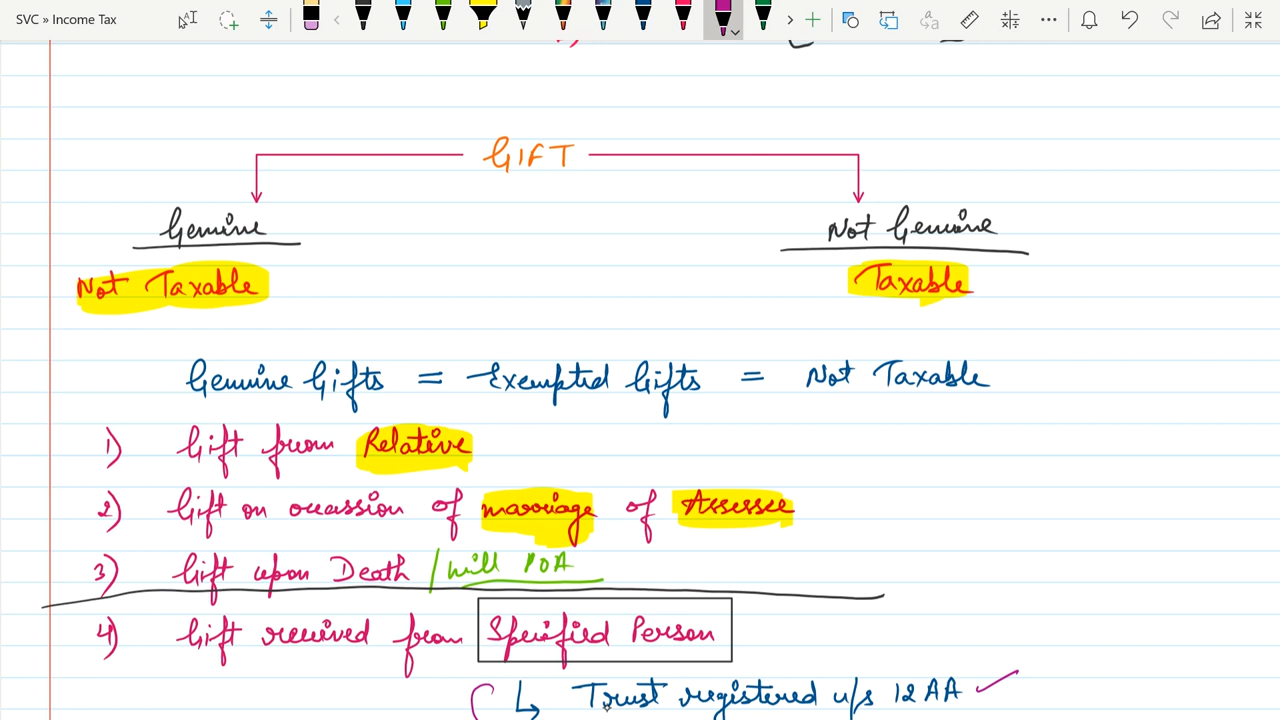 SVC » Income Tax
GIFT
Genuine
Not Genuine
Not Taxable
Taxable
Genuine Gifts = Exempted Gifts = Not Taxable
1) Gift from Relative
2) Gift on occassion of marriage of Assessee
3) Gift upon Death / Will POA
4) Gift received from Specified Person
↳ Trust registered u/s 12AA ✓